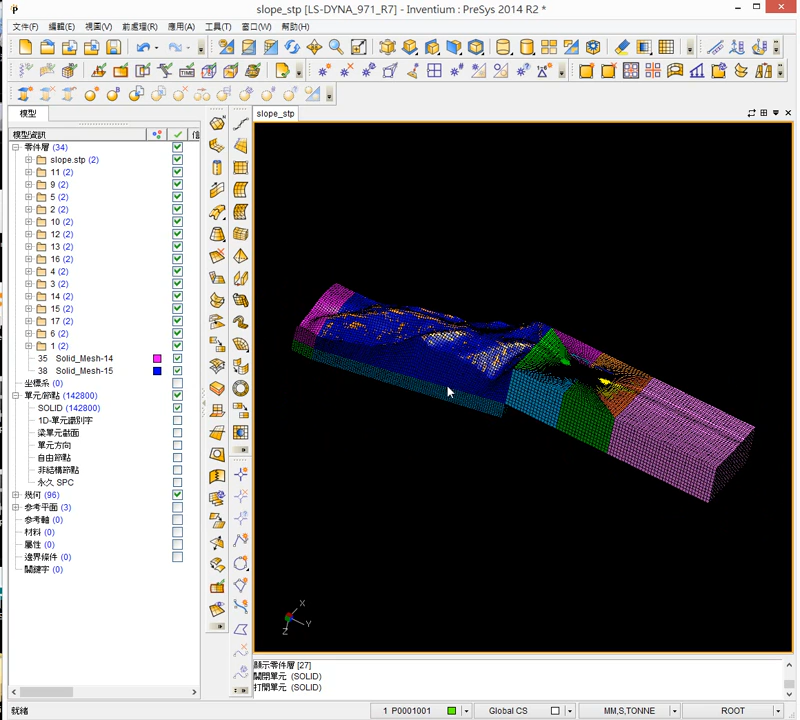 slope_stp [LS-DYNA_971_R7] - Inventium : PreSys 2014 R2 *
文件(F) 編輯(E) 視圖(V) 前處理(R) 應用(A) 工具(T) 窗口(W) 幫助(H)
模型
slope_stp
模型資訊
零件層 (34)
slope.stp (2)
11 (2)
9 (2)
5 (2)
2 (2)
10 (2)
12 (2)
13 (2)
16 (2)
4 (2)
3 (2)
14 (2)
15 (2)
17 (2)
6 (2)
1 (2)
35 Solid_Mesh-14
38 Solid_Mesh-15
坐標系 (0)
單元/節點 (142800)
SOLID (142800)
1D-單元識別字
梁單元截面
單元方向
自由節點
非結構節點
永久 SPC
幾何 (96)
參考平面 (3)
參考軸 (0)
材料 (0)
屬性 (0)
邊界條件 (0)
關鍵字 (0)
X
Y
Z
顯示零件層 [27]
關閉單元 (SOLID)
打開單元 (SOLID)
就緒
1 P0001001
Global CS
MM,S,TONNE
ROOT